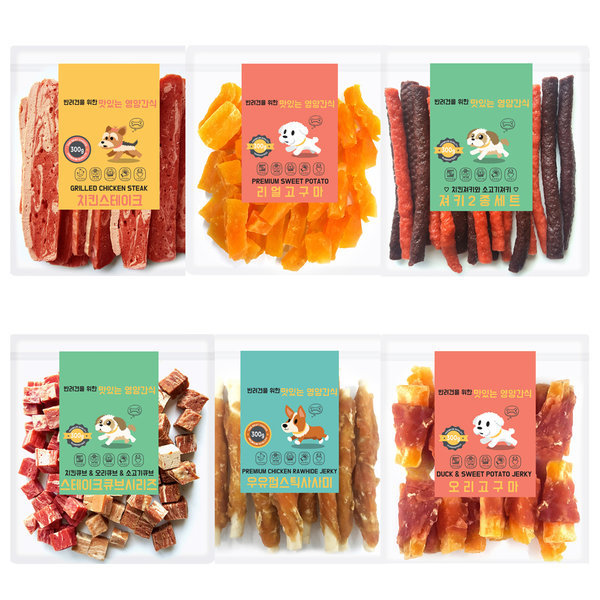 반려견을 위한 맛있는 영양간식
300g
GRILLED CHICKEN STEAK
치킨스테이크
반려견을 위한 맛있는 영양간식
300g
PREMIUM SWEET POTATO
리얼고구마
반려견을 위한 맛있는 영양간식
300g
♡ 치킨져키와 소고기져키 ♡
져키2종세트
반려견을 위한 맛있는 영양간식
300g
치킨큐브 & 오리큐브 & 소고기큐브
스테이크큐브시리즈
반려견을 위한 맛있는 영양간식
300g
PREMIUM CHICKEN RAWHIDE JERKY
우유껌스틱사사미
반려견을 위한 맛있는 영양간식
300g
DUCK & SWEET POTATO JERKY
오리고구마